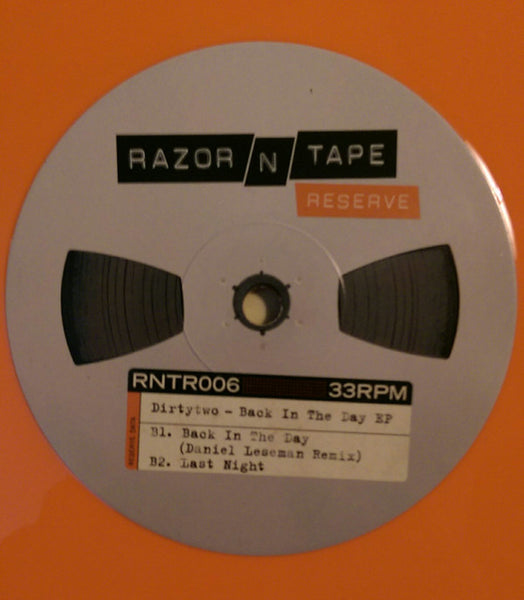 RAZOR N TAPE
RESERVE
RNTR006 33RPM
Dirtytwo - Back In The Day EP
B1. Back In The Day
(Daniel Leseman Remix)
B2. Last Night